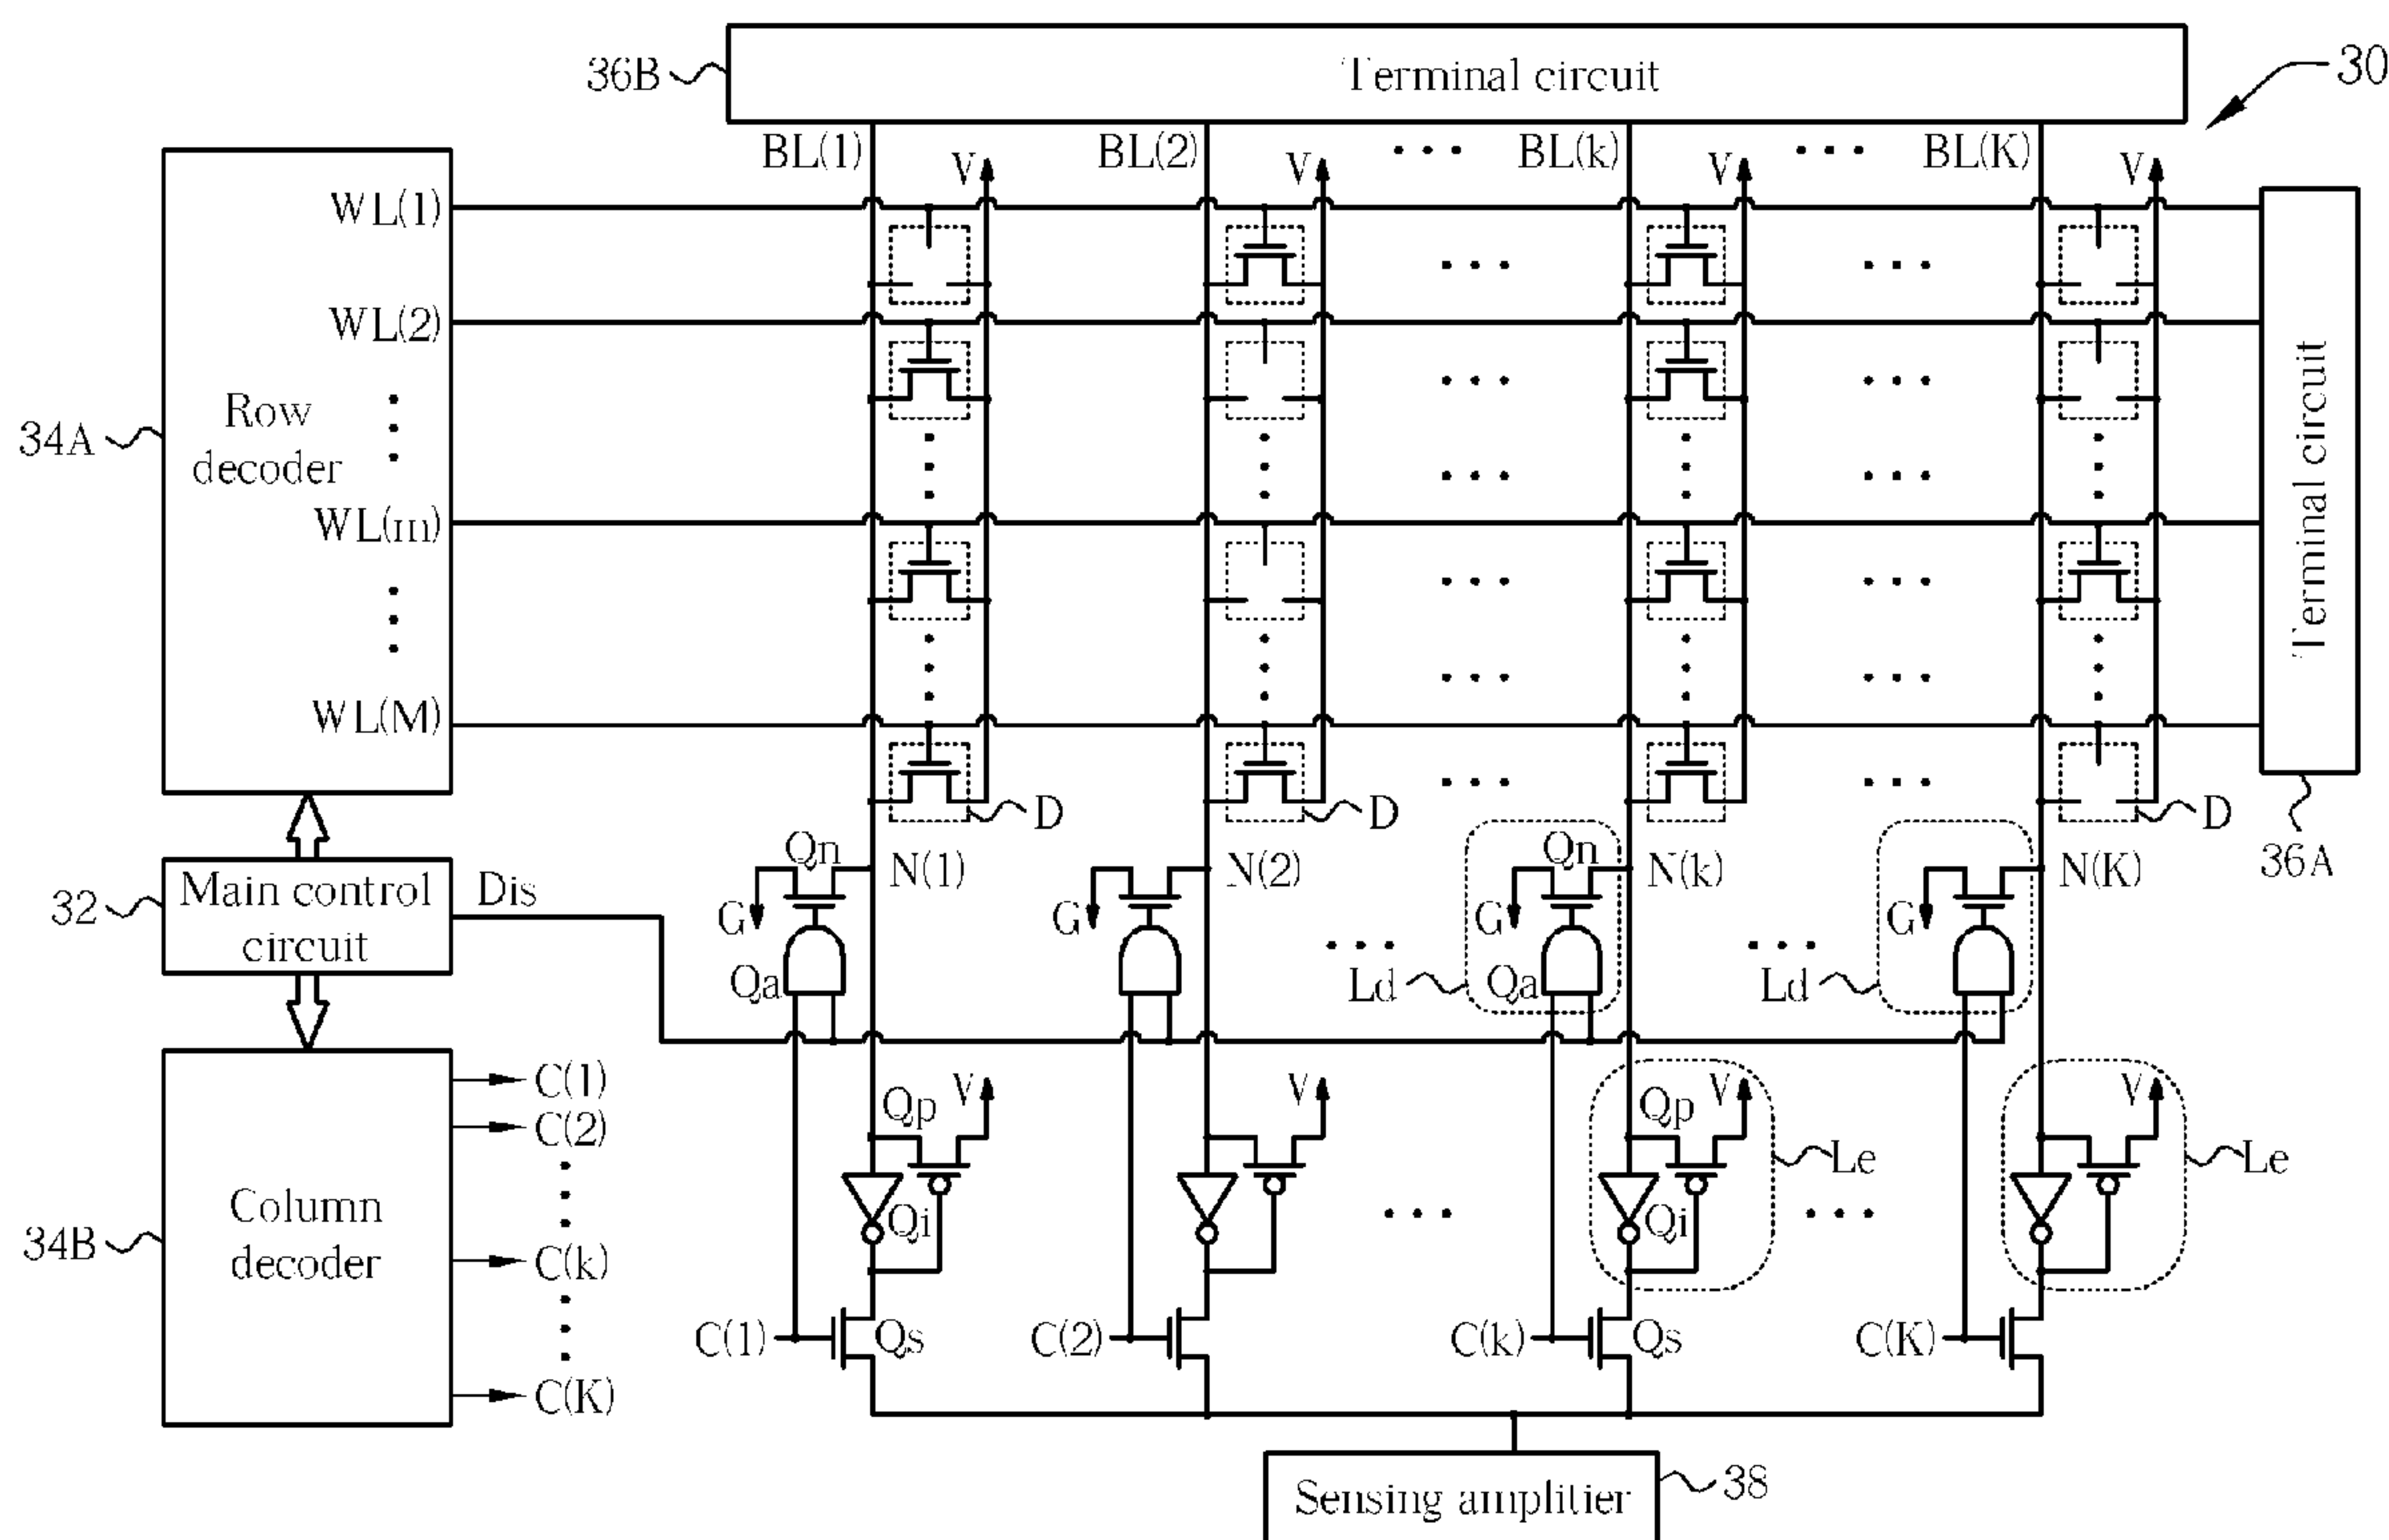 Terminal circuit
36B
30
BL(1)
BL(2)
• • •
BL(k)
• • •
BL(K)
V
V
V
V
WL(1)
WL(2)
Row
decoder
34A
WL(m)
WL(M)
Terminal circuit
36A
D
D
D
Main control
circuit
32
Dis
Qn
N(1)
G
Qa
N(2)
G
Qn
N(k)
G
Qa
Ld
N(K)
G
Ld
Column
decoder
34B
C(1)
C(2)
C(k)
C(K)
Qp
V
Qi
V
Qp
V
Qi
Le
V
Le
C(1)
Qs
C(2)
C(k)
Qs
C(K)
Sensing amplitier
38